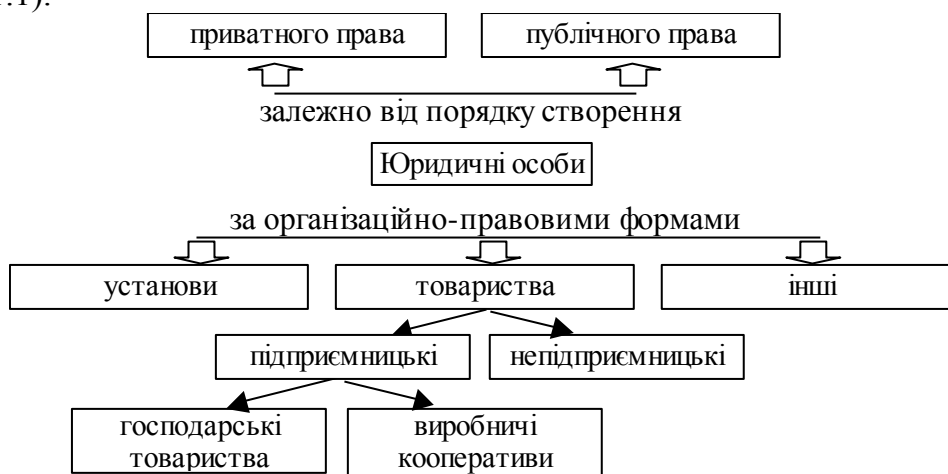 .1).
приватного права
публічного права
залежно від порядку створення
Юридичні особи
за організаційно-правовими формами
установи
товариства
інші
підприємницькі
непідприємницькі
господарські
товариства
виробничі
кооперативи